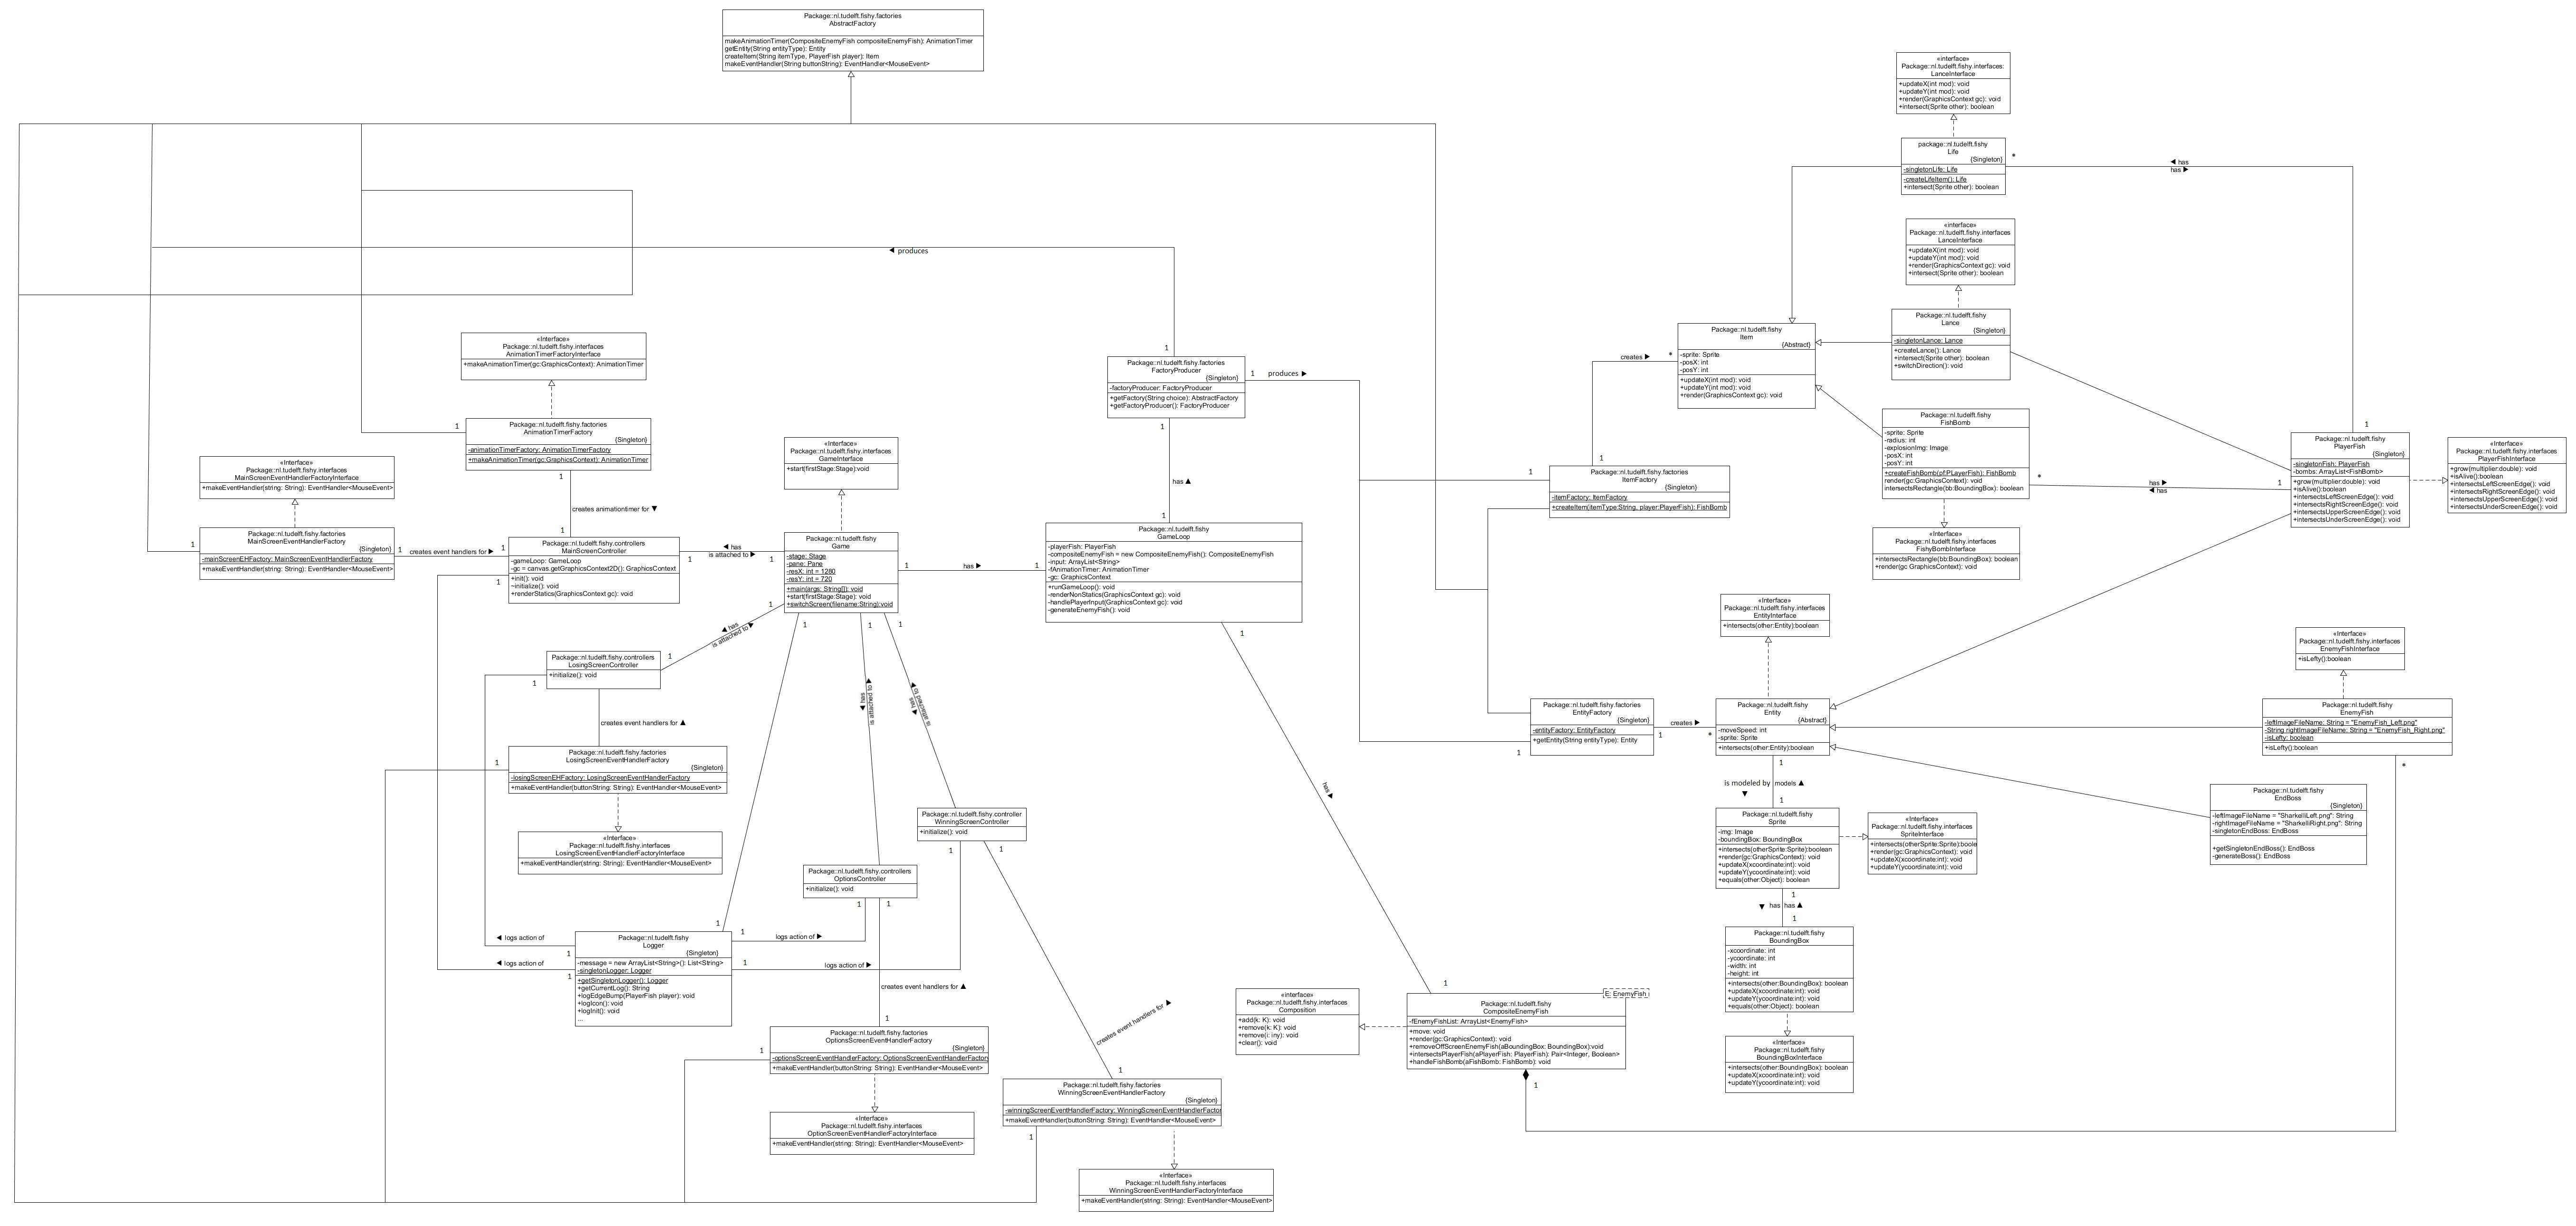 Package::nl.tudelft.fishy.factories
AbstractFactory
makeAnimationTimer(CompositeEnemyFish compositeEnemyFish): AnimationTimer
getEntity(String entityType): Entity
createItem(String itemType, PlayerFish player): Item
makeEventHandler(String buttonString): EventHandler<MouseEvent>
«interface»
Package::nl.tudelft.fishy.interfaces:
LanceInterface
+updateX(int mod): void
+updateY(int mod): void
+render(GraphicsContext gc): void
+intersect(Sprite other): boolean
package::nl.tudelft.fishy
Life
{Singleton}
-singletonLife: Life
-createLifeItem(): Life
+intersect(Sprite other): boolean
*
◀ has
has ▶
1
«interface»
Package::nl.tudelft.fishy.interfaces
LanceInterface
+updateX(int mod): void
+updateY(int mod): void
+render(GraphicsContext gc): void
+intersect(Sprite other): boolean
Package::nl.tudelft.fishy
Lance
{Singleton}
-singletonLance: Lance
+createLance(): Lance
+intersect(Sprite other): boolean
+switchDirection(): void
Package::nl.tudelft.fishy
Item
{Abstract}
-sprite: Sprite
-posX: int
-posY: int
+updateX(int mod): void
+updateY(int mod): void
+render(GraphicsContext gc): void
creates ▶
*
1
Package::nl.tudelft.fishy
FishBomb
-sprite: Sprite
-radius: int
-explosionImg: Image
-posX: int
-posY: int
+createFishBomb(pf:PLayerFish): FishBomb
render(gc:GraphicsContext): void
intersectsRectangle(bb:BoundingBox): boolean
*
has ▶
◀ has
1
«Interface»
Package::nl.tudelft.fishy.interfaces
FishyBombInterface
+intersectsRectangle(bb:BoundingBox): boolean
+render(gc GraphicsContext): void
Package::nl.tudelft.fishy
PlayerFish
{Singleton}
-singletonFish: PlayerFish
-bombs: ArrayList<FishBomb>
+grow(multiplier:double): void
+isAlive():boolean
+intersectsLeftScreenEdge(): void
+intersectsRightScreenEdge(): void
+intersectsUpperScreenEdge(): void
+intersectsUnderScreenEdge(): void
«Interface»
Package::nl.tudelft.fishy.interfaces
PlayerFishInterface
+grow(multiplier:double): void
+isAlive():boolean
+intersectsLeftScreenEdge(): void
+intersectsRightScreenEdge(): void
+intersectsUpperScreenEdge(): void
+intersectsUnderScreenEdge(): void
◀ produces
1
Package::nl.tudelft.fishy.factories
FactoryProducer
{Singleton}
-factoryProducer: FactoryProducer
+getFactory(String choice): AbstractFactory
+getFactoryProducer(): FactoryProducer
1
produces ▶
1
has ▲
1
«Interface»
Package::nl.tudelft.fishy.interfaces
AnimationTimerFactoryInterface
+makeAnimationTimer(gc:GraphicsContext): AnimationTimer
1
Package::nl.tudelft.fishy.factories
AnimationTimerFactory
{Singleton}
-animationTimerFactory: AnimationTimerFactory
+makeAnimationTimer(gc:GraphicsContext): AnimationTimer
1
creates animationtimer for ▼
1
«Interface»
Package::nl.tudelft.fishy.interfaces
MainScreenEventHandlerFactoryInterface
+makeEventHandler(string: String): EventHandler<MouseEvent>
1
Package::nl.tudelft.fishy.factories
MainScreenEventHandlerFactory
{Singleton}
-mainScreenEHFactory: MainScreenEventHandlerFactory
+makeEventHandler(string: String): EventHandler<MouseEvent>
1
creates event handlers for ▶
1
Package::nl.tudelft.fishy.controllers
MainScreenController
-gameLoop: GameLoop
-gc = canvas.getGraphicsContext2D(): GraphicsContext
+init(): void
~initialize(): void
+renderStatics(GraphicsContext gc): void
1
◀ has
is attached to ▶
1
1
«Interface»
Package::nl.tudelft.fishy.interfaces
GameInterface
+start(firstStage:Stage):void
Package::nl.tudelft.fishy
Game
-stage: Stage
-pane: Pane
-resX: int = 1280
-resY: int = 720
+main(args: String[]): void
+start(firstStage:Stage): void
+switchScreen(filename:String):void
1
has ▶
1
Package::nl.tudelft.fishy
GameLoop
-playerFish: PlayerFish
-compositeEnemyFish = new CompositeEnemyFish(): CompositeEnemyFish
-input: ArrayList<String>
-fAnimationTimer: AnimationTimer
-gc: GraphicsContext
+runGameLoop(): void
-renderNonStatics(GraphicsContext gc): void
-handlePlayerInput(GraphicsContext gc): void
-generateEnemyFish(): void
1
1
Package::nl.tudelft.fishy.factories
ItemFactory
{Singleton}
-itemFactory: ItemFactory
+createItem(itemType:String, player:PlayerFish): FishBomb
1
◀ has
is attached to ▼
1
1
1
1
Package::nl.tudelft.fishy.controllers
LosingScreenController
+initialize(): void
1
creates event handlers for ▲
1
Package::nl.tudelft.fishy.factories
LosingScreenEventHandlerFactory
{Singleton}
-losingScreenEHFactory: LosingScreenEventHandlerFactory
+makeEventHandler(buttonString: String): EventHandler<MouseEvent>
«Interface»
Package::nl.tudelft.fishy.interfaces
LosingScreenEventHandlerFactoryInterface
+makeEventHandler(string: String): EventHandler<MouseEvent>
is attached to ▶
◀ has
is attached to ▶
◀ has
has ▶
Package::nl.tudelft.fishy.controller
WinningScreenController
+initialize(): void
1
1
Package::nl.tudelft.fishy.controllers
OptionsController
+initialize(): void
1
1
«Interface»
Package::nl.tudelft.fishy.interfaces
EntityInterface
+intersects(other:Entity):boolean
Package::nl.tudelft.fishy.factories
EntityFactory
{Singleton}
-entityFactory: EntityFactory
+getEntity(String entityType): Entity
1
creates ▶
1
*
Package::nl.tudelft.fishy
Entity
{Abstract}
-moveSpeed: int
-sprite: Sprite
+intersects(other:Entity):boolean
1
is modeled by
▼
models ▲
1
«Interface»
Package::nl.tudelft.fishy.interfaces
EnemyFishInterface
+isLefty():boolean
Package::nl.tudelft.fishy
EnemyFish
-leftImageFileName: String = "EnemyFish_Left.png"
-String rightImageFileName: String = "EnemyFish_Right.png"
-isLefty: boolean
+isLefty():boolean
*
Package::nl.tudelft.fishy
EndBoss
{Singleton}
-leftImageFileName = "SharkelliLeft.png": String
-rightImageFileName = "SharkelliRight.png": String
-singletonEndBoss: EndBoss
+getSingletonEndBoss(): EndBoss
-generateBoss(): EndBoss
Package::nl.tudelft.fishy
Sprite
-img: Image
-boundingBox: BoundingBox
+intersects(otherSprite:Sprite):boolean
+render(gc:GraphicsContext): void
+updateX(xcoordinate:int): void
+updateY(ycoordinate:int): void
+equals(other:Object): boolean
«Interface»
Package::nl.tudelft.fishy.interfaces
SpriteInterface
+intersects(otherSprite:Sprite):boole
+render(gc:GraphicsContext): void
+updateX(xcoordinate:int): void
+updateY(ycoordinate:int): void
1
▼ has
has ▲
1
Package::nl.tudelft.fishy
BoundingBox
-xcoordinate: int
-ycoordinate: int
-width: int
-height: int
+intersects(other:BoundingBox): boolean
+updateX(xcoordinate:int): void
+updateY(ycoordinate:int): void
+equals(other:Object): boolean
«Interface»
Package::nl.tudelft.fishy.interfaces
BoundingBoxInterface
+intersects(other:BoundingBox): boolean
+updateX(xcoordinate:int): void
+updateY(ycoordinate:int): void
◀ logs action of
1
◀ logs action of
1
1
Package::nl.tudelft.fishy
Logger
{Singleton}
-message = new ArrayList<String>(): List<String>
-singletonLogger: Logger
+getSingletonLogger(): Logger
+getCurrentLog(): String
+logEdgeBump(PlayerFish player): void
+logIcon(): void
+logInit(): void
...
1
logs action of ▶
1
logs action of ▶
creates event handlers for ▲
1
1
Package::nl.tudelft.fishy.factories
OptionsScreenEventHandlerFactory
{Singleton}
-optionsScreenEventHandlerFactory: OptionsScreenEventHandlerFacton
+makeEventHandler(buttonString: String): EventHandler<MouseEvent>
«Interface»
Package::nl.tudelft.fishy.interfaces
OptionScreenEventHandlerFactoryInterface
+makeEventHandler(string: String): EventHandler<MouseEvent>
creates event handlers for ▶
1
Package::nl.tudelft.fishy.factories
WinningScreenEventHandlerFactory
{Singleton}
-winningScreenEventHandlerFactory: WinningScreenEventHandlerFactor
+makeEventHandler(buttonString: String): EventHandler<MouseEvent>
1
«Interface»
Package::nl.tudelft.fishy.interfaces
WinningScreenEventHandlerFactoryInterface
+makeEventHandler(string: String): EventHandler<MouseEvent>
«interface»
Package::nl.tudelft.fishy.interfaces
Composition
+add(k: K): void
+remove(k: K): void
+remove(i: iny): void
+clear(): void
1
E: EnemyFish
Package::nl.tudelft.fishy
CompositeEnemyFish
-fEnemyFishList: ArrayList<EnemyFish>
+move: void
+render(gc:GraphicsContext): void
+removeOffScreenEnemyFish(aBoundingBox: BoundingBox):void
+intersectsPlayerFish(aPlayerFish: PlayerFish): Pair<Integer, Boolean>
+handleFishBomb(aFishBomb: FishBomb): void
1